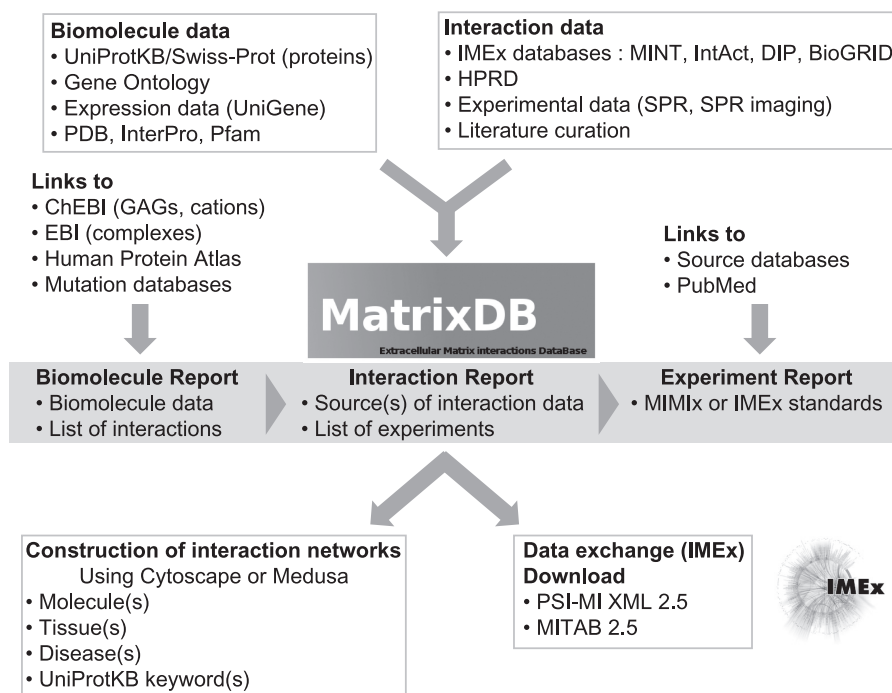 Biomolecule data
• UniProtKB/Swiss-Prot (proteins)
• Gene Ontology
• Expression data (UniGene)
• PDB, InterPro, Pfam
Interaction data
• IMEx databases : MINT, IntAct, DIP, BioGRID
• HPRD
• Experimental data (SPR, SPR imaging)
• Literature curation
Links to
• ChEBI (GAGs, cations)
• EBI (complexes)
• Human Protein Atlas
• Mutation databases
Links to
• Source databases
• PubMed
MatrixDB
Extracellular Matrix interactions DataBase
Biomolecule Report
• Biomolecule data
• List of interactions
Interaction Report
• Source(s) of interaction data
• List of experiments
Experiment Report
• MIMIx or IMEx standards
Construction of interaction networks
Using Cytoscape or Medusa
• Molecule(s)
• Tissue(s)
• Disease(s)
• UniProtKB keyword(s)
Data exchange (IMEx)
Download
• PSI-MI XML 2.5
• MITAB 2.5
IMEx